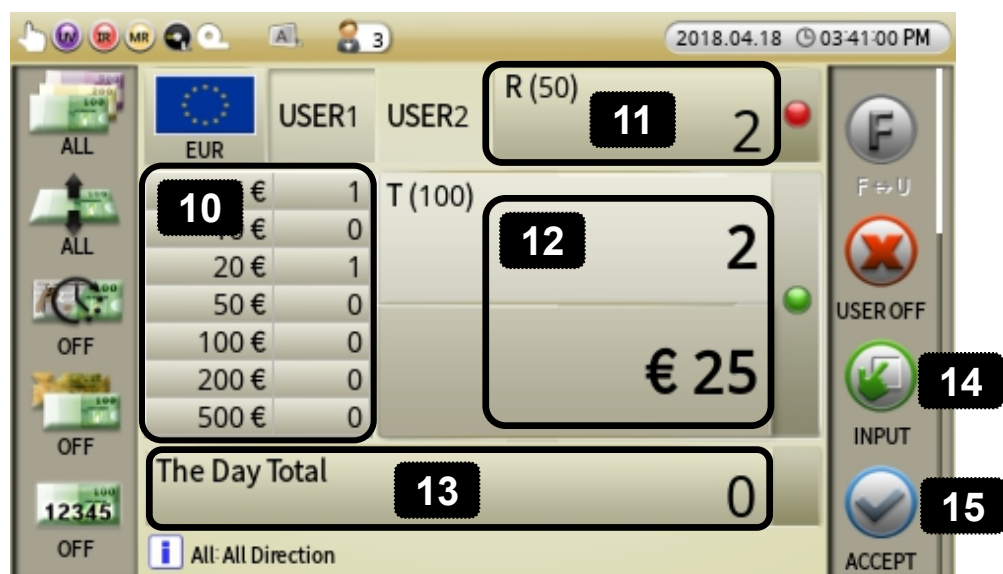 UV IR MR A 3 2018.04.18 03:41:00 PM
ALL
ALL
OFF
OFF
12345
OFF
EUR
USER1
USER2
R (50)
11
2
10
€ 1
€ 0
20 € 1
50 € 0
100 € 0
200 € 0
500 € 0
T (100)
12
2
€ 25
The Day Total
13
0
i All: All Direction
F
F⇔U
X
USER OFF
INPUT
14
ACCEPT
15